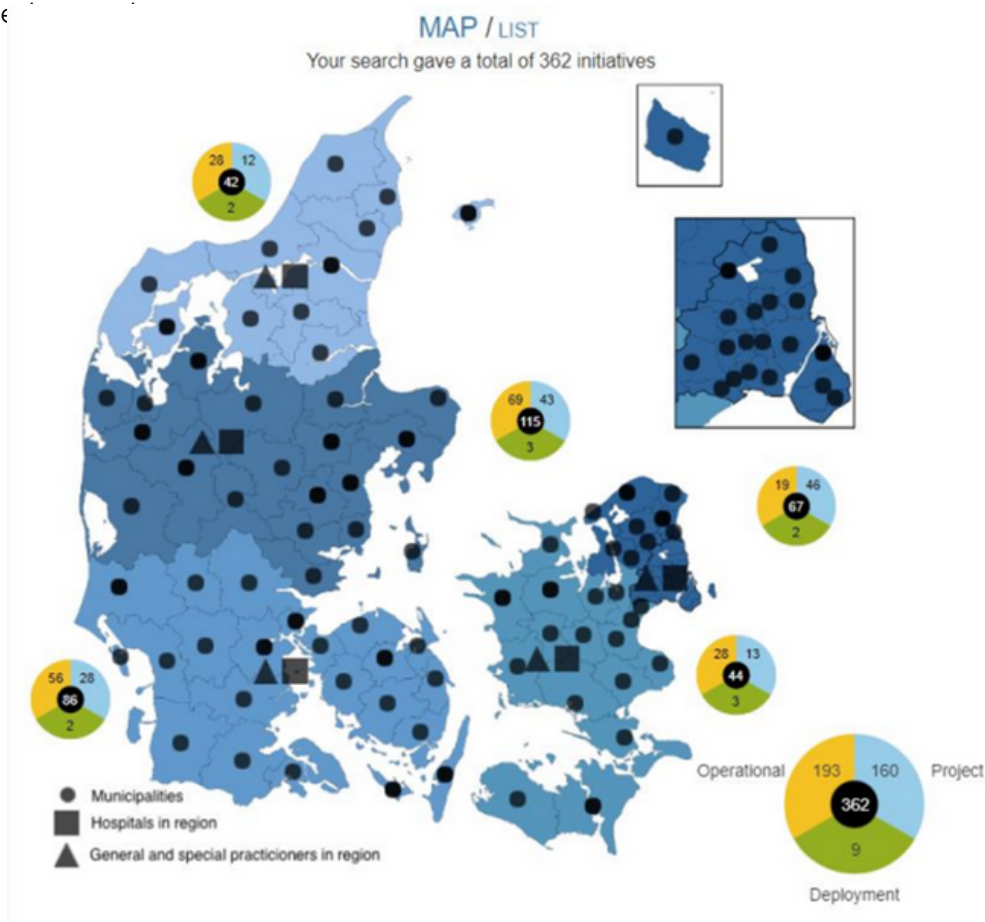 MAP / LIST
Your search gave a total of 362 initiatives
28 12
42
2
69 43
115
3
19 46
67
2
56 28
86
2
28 13
44
3
Operational 193 160 Project
362
9
Deployment
Municipalities
Hospitals in region
General and special practicioners in region